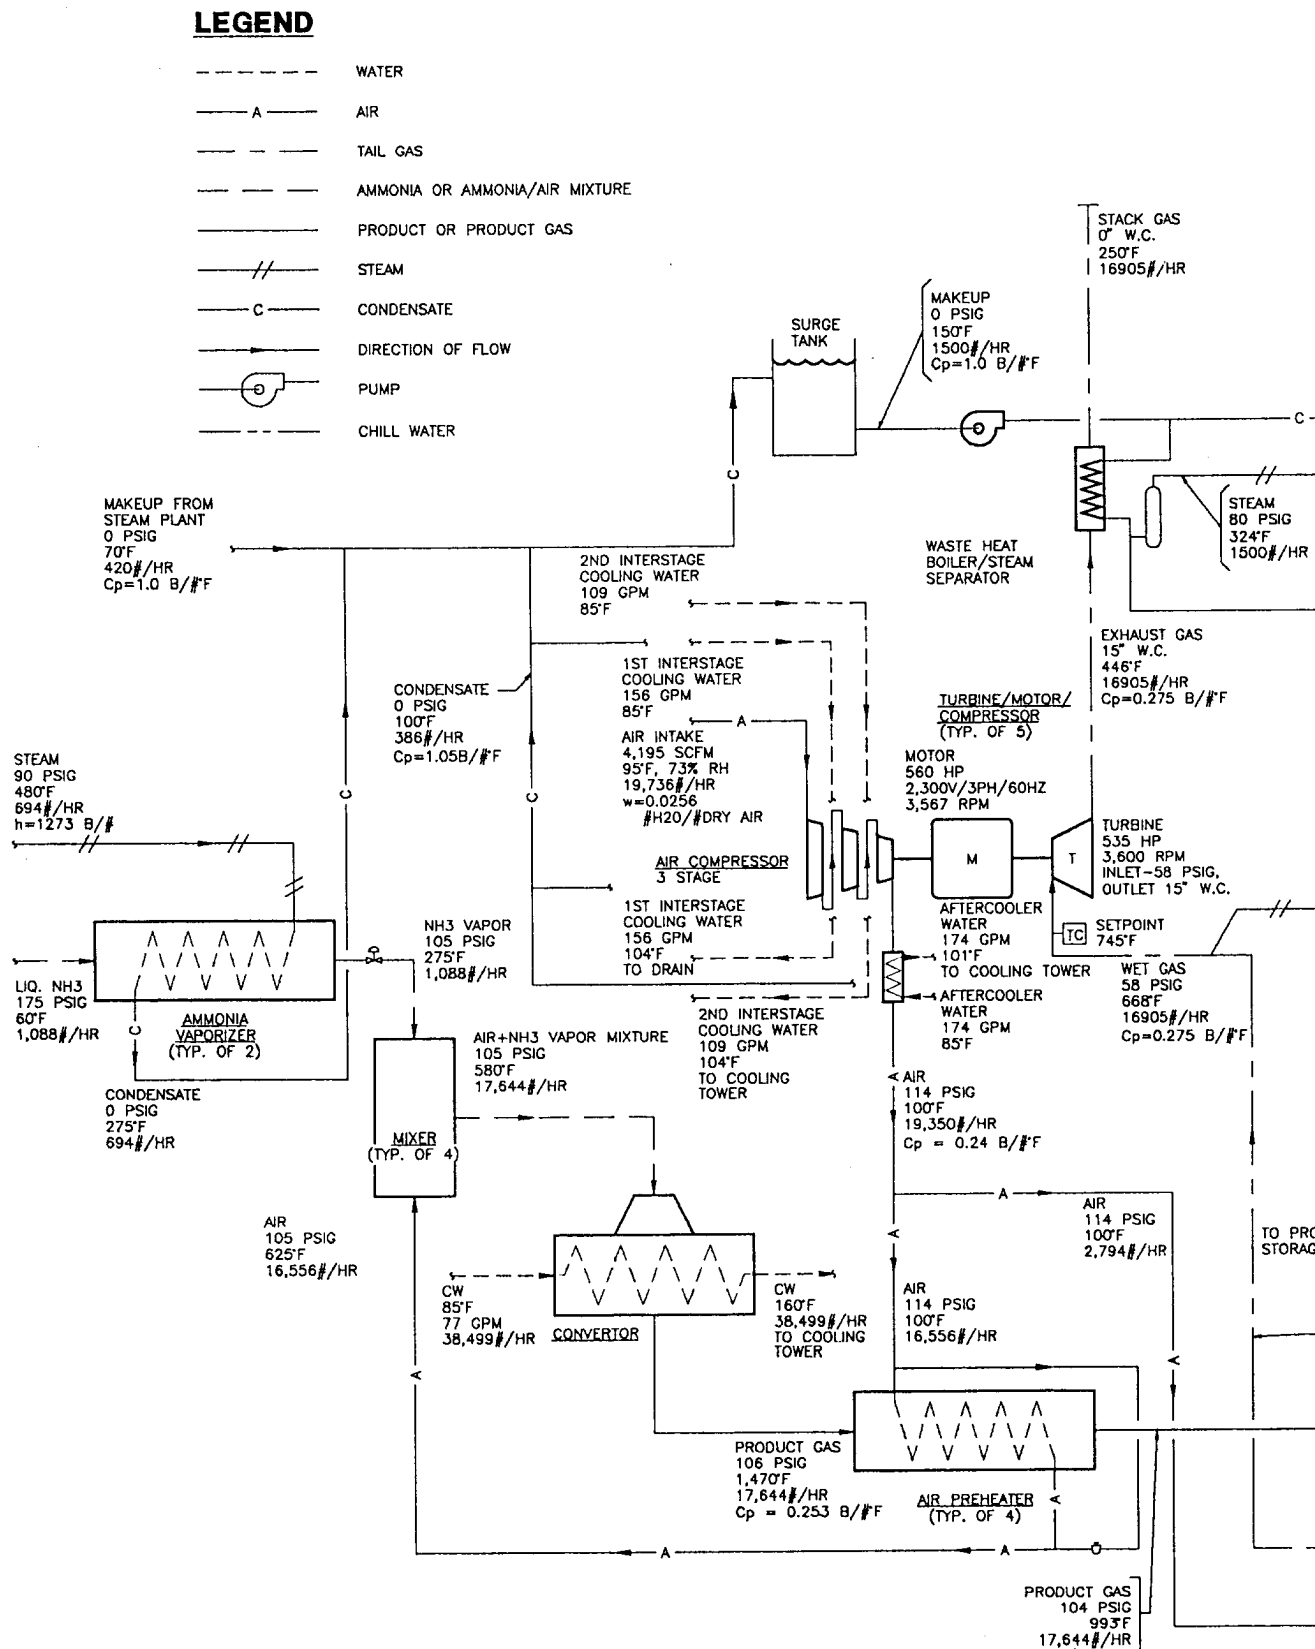 LEGEND
WATER
A
AIR
TAIL GAS
AMMONIA OR AMMONIA/AIR MIXTURE
PRODUCT OR PRODUCT GAS
STEAM
C
CONDENSATE
DIRECTION OF FLOW
PUMP
CHILL WATER
STACK GAS
0" W.C.
250°F
16905#/HR
MAKEUP
0 PSIG
150°F
1500#/HR
Cp=1.0 B/#°F
SURGE
TANK
C
C
MAKEUP FROM
STEAM PLANT
0 PSIG
70°F
420#/HR
Cp=1.0 B/#°F
STEAM
80 PSIG
324°F
1500#/HR
WASTE HEAT
BOILER/STEAM
SEPARATOR
2ND INTERSTAGE
COOLING WATER
109 GPM
85°F
EXHAUST GAS
15" W.C.
446°F
16905#/HR
Cp=0.275 B/#°F
1ST INTERSTAGE
COOLING WATER
156 GPM
85°F
CONDENSATE
0 PSIG
100°F
386#/HR
Cp=1.05B/#°F
TURBINE/MOTOR/
COMPRESSOR
(TYP. OF 5)
A
AIR INTAKE
4,195 SCFM
95°F, 73% RH
19,736#/HR
w=0.0256
#H20/#DRY AIR
MOTOR
560 HP
2,300V/3PH/60HZ
3,567 RPM
STEAM
90 PSIG
480°F
694#/HR
h=1273 B/#
C
C
M
T
TURBINE
535 HP
3,600 RPM
INLET-58 PSIG,
OUTLET 15" W.C.
AIR COMPRESSOR
3 STAGE
1ST INTERSTAGE
COOLING WATER
156 GPM
104°F
TO DRAIN
AFTERCOOLER
WATER
174 GPM
101°F
TO COOLING TOWER
TC
SETPOINT
745°F
NH3 VAPOR
105 PSIG
275°F
1,088#/HR
WET GAS
58 PSIG
668°F
16905#/HR
Cp=0.275 B/#°F
LIQ. NH3
175 PSIG
60°F
1,088#/HR
C
AMMONIA
VAPORIZER
(TYP. OF 2)
AFTERCOOLER
WATER
174 GPM
85°F
2ND INTERSTAGE
COOLING WATER
109 GPM
104°F
TO COOLING
TOWER
AIR+NH3 VAPOR MIXTURE
105 PSIG
580°F
17,644#/HR
CONDENSATE
0 PSIG
275°F
694#/HR
A
AIR
114 PSIG
100°F
19,350#/HR
Cp = 0.24 B/#°F
MIXER
(TYP. OF 4)
A
AIR
114 PSIG
100°F
2,794#/HR
A
AIR
105 PSIG
625°F
16,556#/HR
TO PRO
STORAG
CW
85°F
77 GPM
38,499#/HR
CONVERTOR
CW
160°F
38,499#/HR
TO COOLING
TOWER
AIR
114 PSIG
100°F
16,556#/HR
A
A
PRODUCT GAS
106 PSIG
1,470°F
17,644#/HR
Cp = 0.253 B/#°F
AIR PREHEATER
(TYP. OF 4)
A
A
A
PRODUCT GAS
104 PSIG
993°F
17,644#/HR